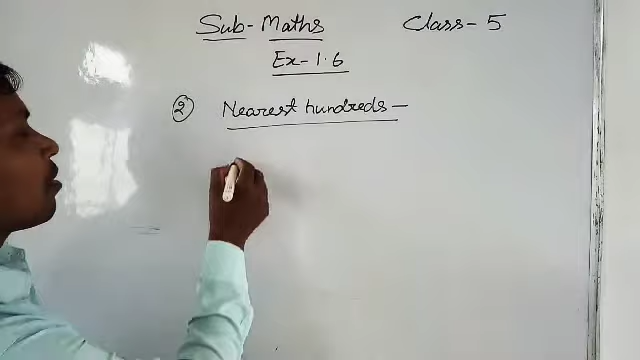 Sub- Maths Class- 5
Ex- 1.6
② Nearest hundreds –